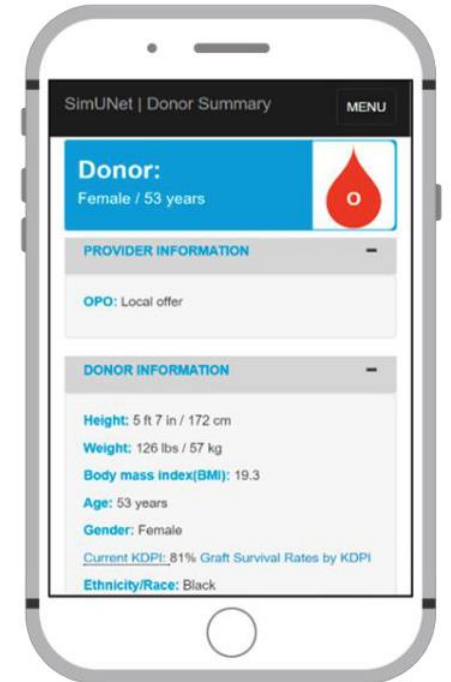 SimUNet | Donor Summary
MENU
Donor:
Female / 53 years
O
PROVIDER INFORMATION
OPO: Local offer
DONOR INFORMATION
Height: 5 ft 7 in / 172 cm
Weight: 126 lbs / 57 kg
Body mass index(BMI): 19.3
Age: 53 years
Gender: Female
Current KDPI: 81% Graft Survival Rates by KDPI
Ethnicity/Race: Black